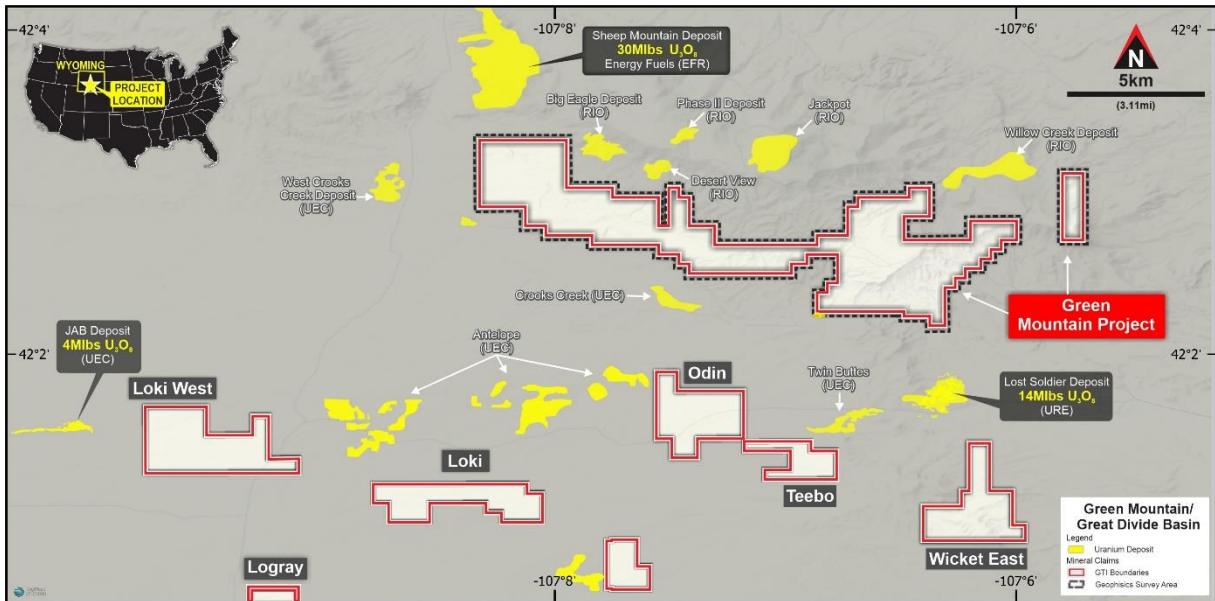 42°4'
-107°8'
-107°6'
42°4'
WYOMING
PROJECT
LOCATION
Sheep Mountain Deposit
30Mlbs U₃O₈
Energy Fuels (EFR)
N
5km
(3.11mi)
Big Eagle Deposit
(RIO)
Phase II Deposit
(RIO)
Jackpot
(RIO)
Willow Creek Deposit
(RIO)
West Crooks
Creek Deposit
(UEC)
Desert View
(RIO)
Crooks Creek (UEC)
Green
Mountain Project
JAB Deposit
4Mlbs U₃O₈
(UEC)
Antelope
(UEC)
42°2'
42°2'
Loki West
Odin
Twin Buttes
(UEC)
Lost Soldier Deposit
14Mlbs U₃O₈
(URE)
Loki
Teebo
Wicket East
Logray
-107°8'
-107°6'
Green Mountain/
Great Divide Basin
Legend
Uranium Deposit
Mineral Claims
GTI Boundaries
Geophisics Survey Area